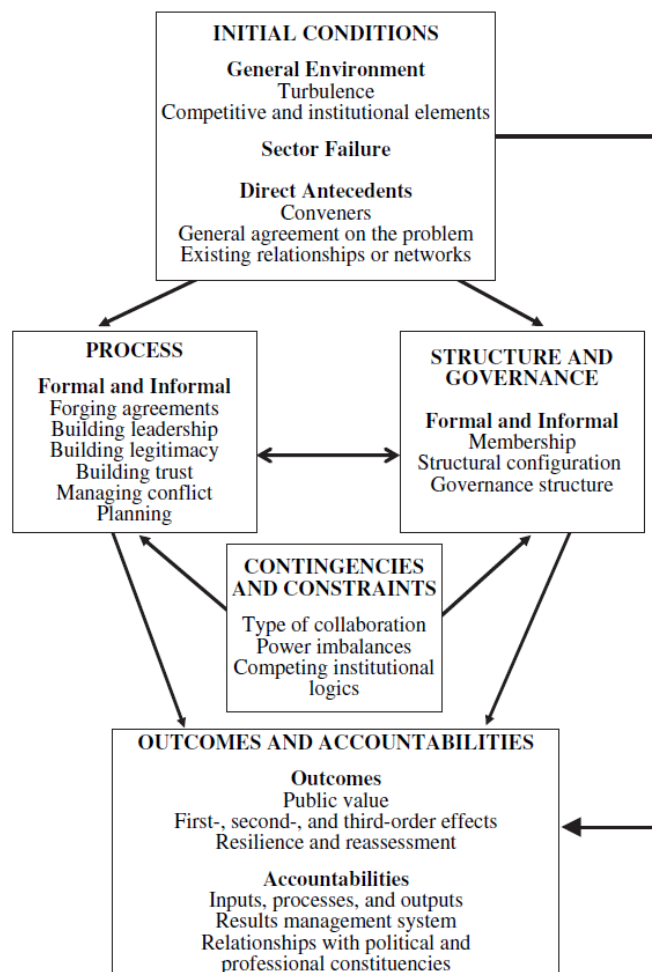 INITIAL CONDITIONS
General Environment
Turbulence
Competitive and institutional elements
Sector Failure
Direct Antecedents
Conveners
General agreement on the problem
Existing relationships or networks
PROCESS
Formal and Informal
Forging agreements
Building leadership
Building legitimacy
Building trust
Managing conflict
Planning
STRUCTURE AND
GOVERNANCE
Formal and Informal
Membership
Structural configuration
Governance structure
CONTINGENCIES
AND CONSTRAINTS
Type of collaboration
Power imbalances
Competing institutional
logics
OUTCOMES AND ACCOUNTABILITIES
Outcomes
Public value
First-, second-, and third-order effects
Resilience and reassessment
Accountabilities
Inputs, processes, and outputs
Results management system
Relationships with political and
professional constituencies